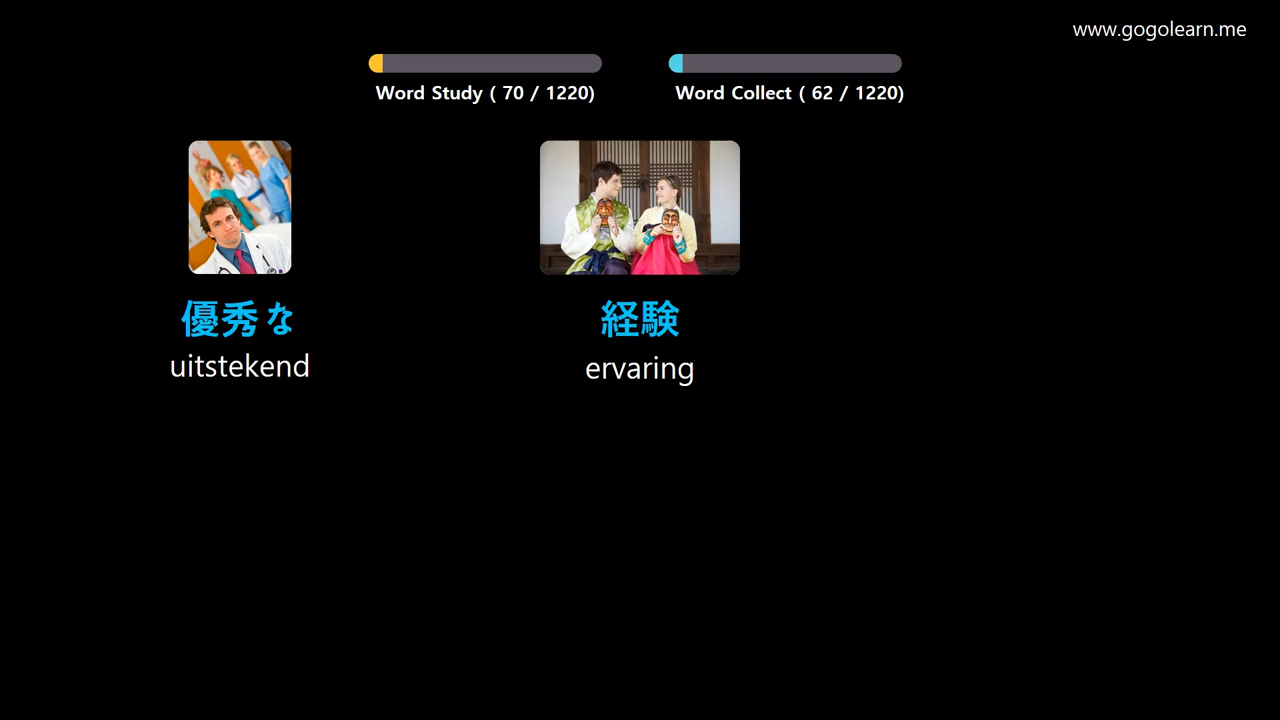 www.gogolearn.me
Word Study ( 70 / 1220)
Word Collect ( 62 / 1220)
優秀な
uitstekend
経験
ervaring